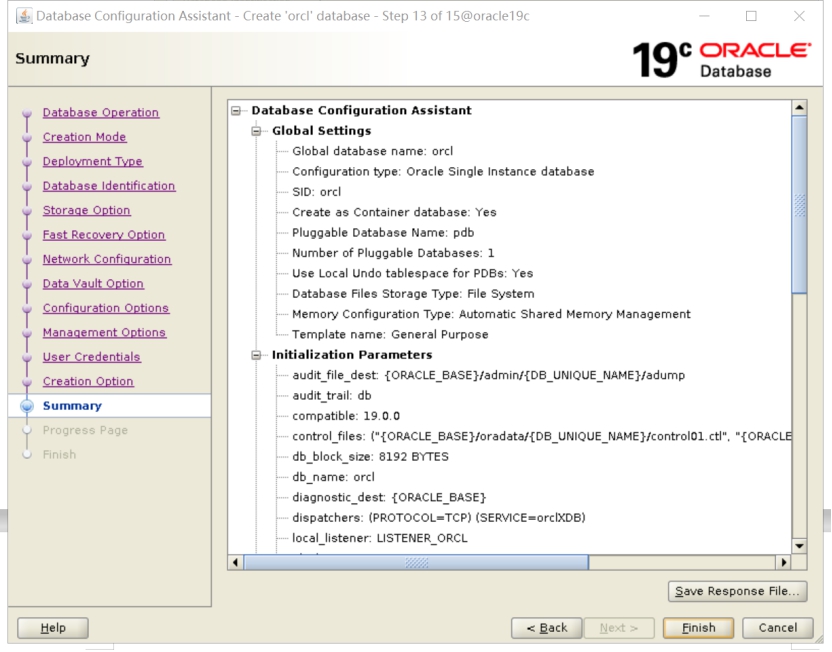 Database Configuration Assistant - Create 'orcl' database - Step 13 of 15@oracle19c
Summary
19c ORACLE
Database
Database Operation
Creation Mode
Deployment Type
Database Identification
Storage Option
Fast Recovery Option
Network Configuration
Data Vault Option
Configuration Options
Management Options
User Credentials
Creation Option
Summary
Progress Page
Finish
Database Configuration Assistant
Global Settings
Global database name: orcl
Configuration type: Oracle Single Instance database
SID: orcl
Create as Container database: Yes
Pluggable Database Name: pdb
Number of Pluggable Databases: 1
Use Local Undo tablespace for PDBs: Yes
Database Files Storage Type: File System
Memory Configuration Type: Automatic Shared Memory Management
Template name: General Purpose
Initialization Parameters
audit_file_dest: {ORACLE_BASE}/admin/{DB_UNIQUE_NAME}/adump
audit_trail: db
compatible: 19.0.0
control_files: ("{ORACLE_BASE}/oradata/{DB_UNIQUE_NAME}/control01.ctl", "{ORACLE
db_block_size: 8192 BYTES
db_name: orcl
diagnostic_dest: {ORACLE_BASE}
dispatchers: (PROTOCOL=TCP) (SERVICE=orclXDB)
local_listener: LISTENER_ORCL
Save Response File...
Help
< Back
Next >
Finish
Cancel